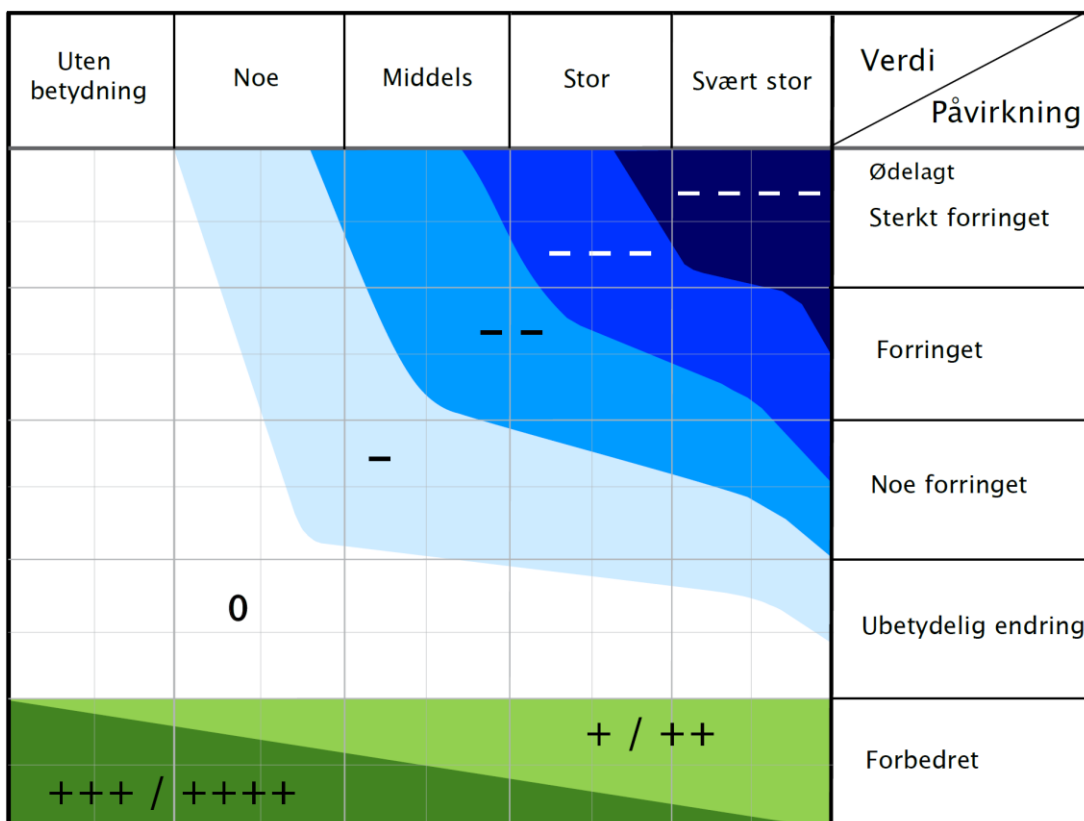 Uten
betydning
Noe
Middels
Stor
Svært stor
Verdi
Påvirkning
– – – –
Ødelagt
Sterkt forringet
– – –
– –
Forringet
–
Noe forringet
0
Ubetydelig endring
+ / ++
Forbedret
+++ / ++++